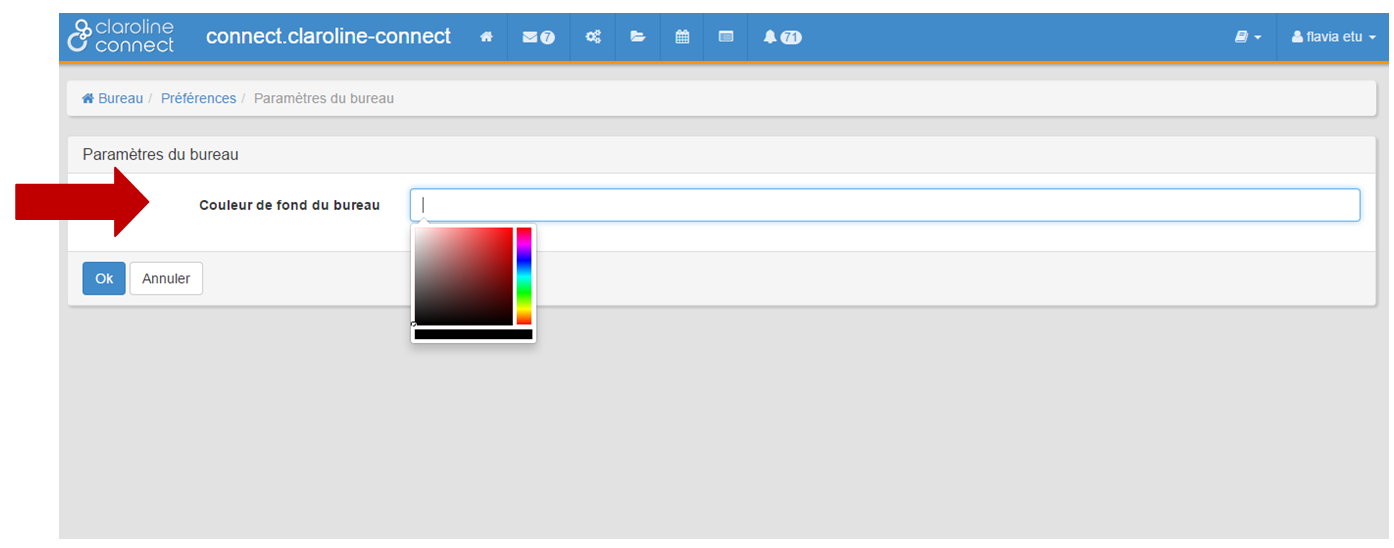 claroline connect connect.claroline-connect 7 71 flavia etu
Bureau / Préférences / Paramètres du bureau
Paramètres du bureau
Couleur de fond du bureau
Ok Annuler